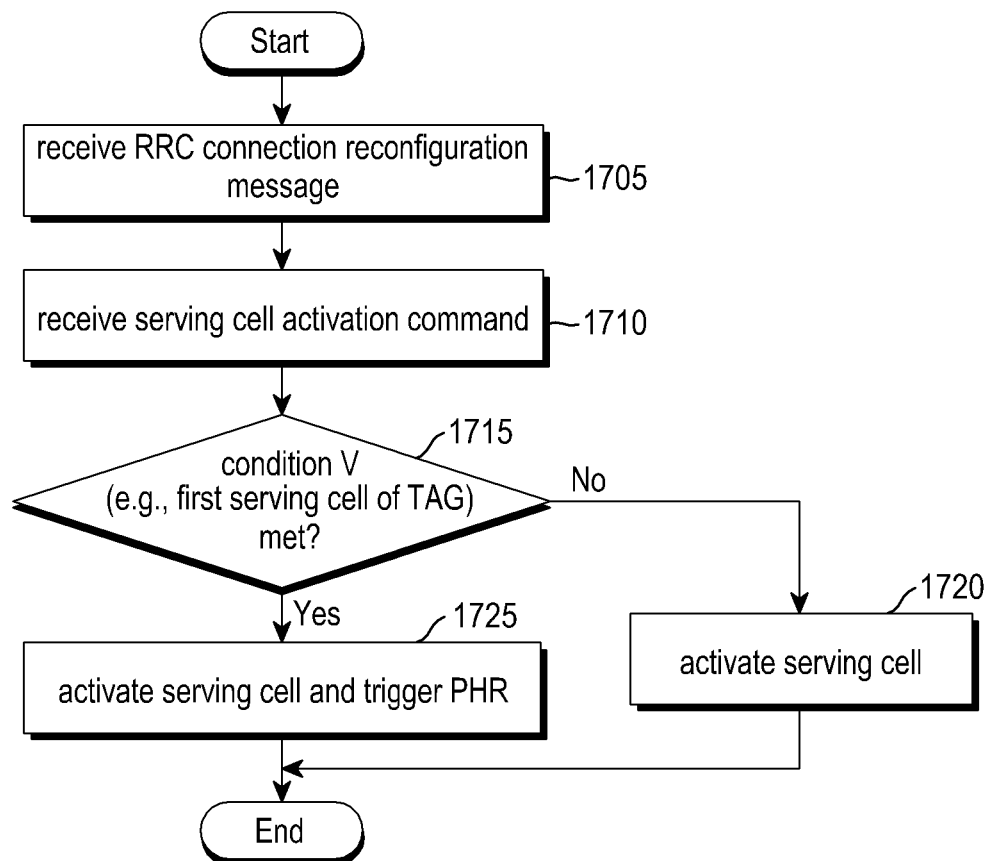 Start
receive RRC connection reconfiguration
message
1705
receive serving cell activation command
1710
1715
condition V
(e.g., first serving cell of TAG)
met?
No
Yes
1725
activate serving cell and trigger PHR
1720
activate serving cell
End